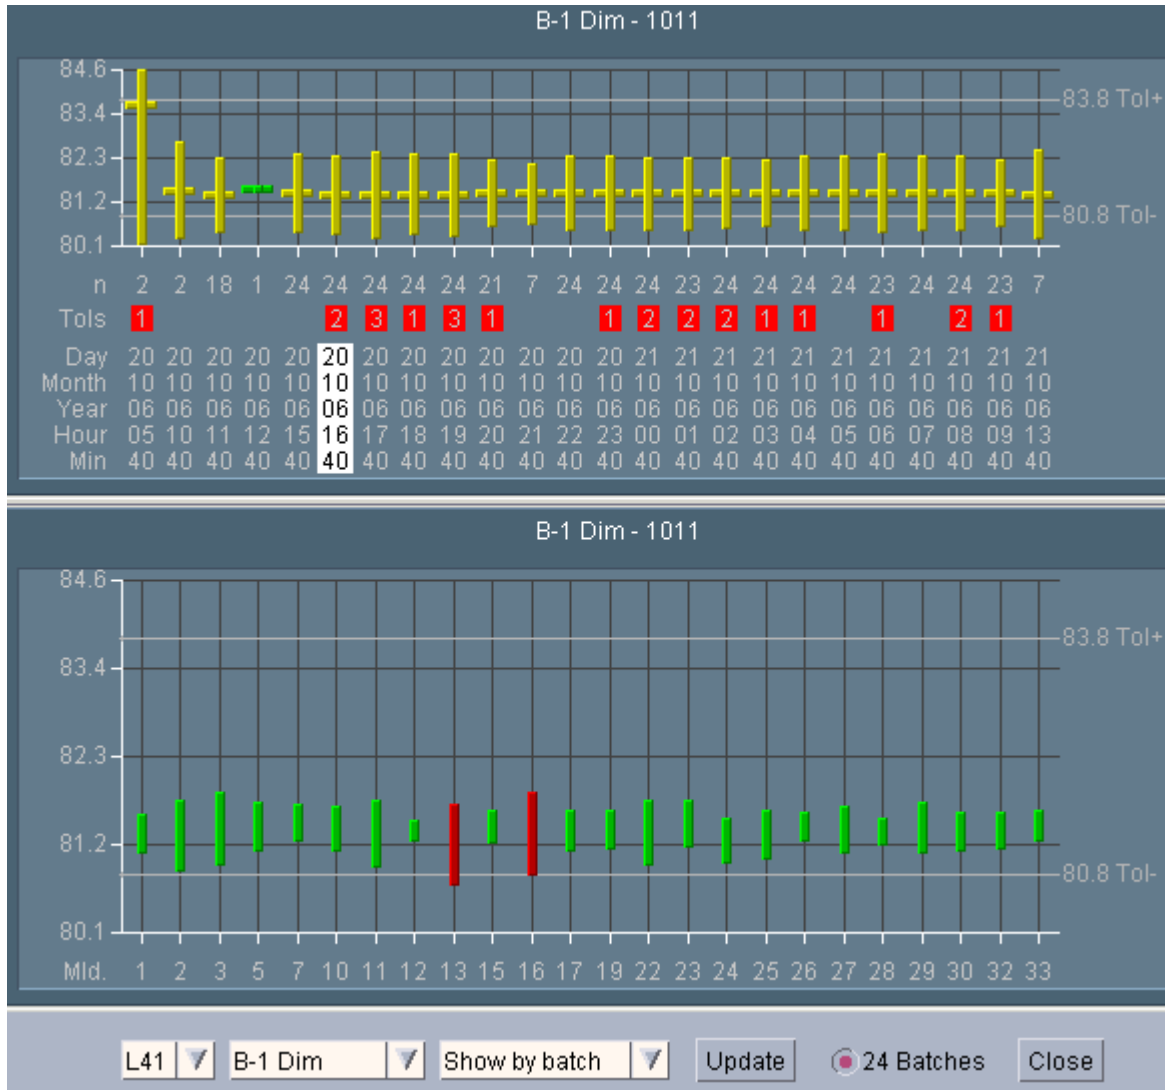 B-1 Dim - 1011
84.6
83.8 Tol+
83.4
82.3
81.2
80.8 Tol-
80.1
n 2 2 18 1 24 24 24 24 24 21 7 24 24 24 23 24 24 24 24 23 24 24 23 7
Tols 1 2 3 1 3 1 1 2 2 2 1 1 1 2 1
Day 20 20 20 20 20 20 20 20 20 20 20 20 20 21 21 21 21 21 21 21 21 21 21 21
Month 10 10 10 10 10 10 10 10 10 10 10 10 10 10 10 10 10 10 10 10 10 10 10 10
Year 06 06 06 06 06 06 06 06 06 06 06 06 06 06 06 06 06 06 06 06 06 06 06 06
Hour 05 10 11 12 15 16 17 18 19 20 21 22 23 00 01 02 03 04 05 06 07 08 09 13
Min 40 40 40 40 40 40 40 40 40 40 40 40 40 40 40 40 40 40 40 40 40 40 40 40
B-1 Dim - 1011
84.6
83.8 Tol+
83.4
82.3
81.2
80.8 Tol-
80.1
Mld. 1 2 3 5 7 10 11 12 13 15 16 17 19 22 23 24 25 26 27 28 29 30 32 33
L41 B-1 Dim Show by batch Update 24 Batches Close